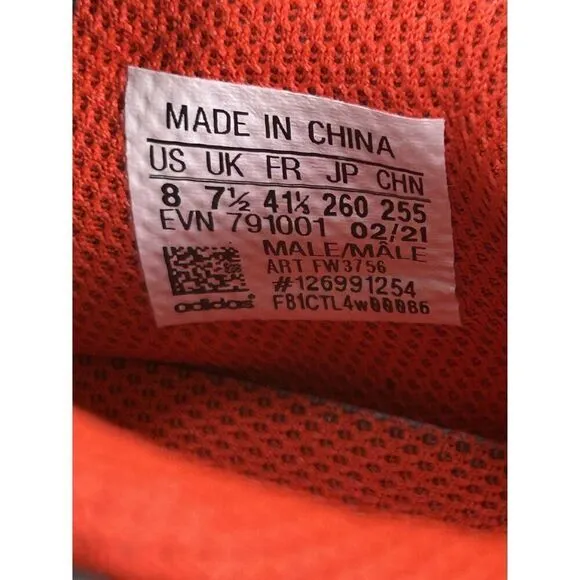 MADE IN CHINA
US UK FR JP CHN
8 7½ 41⅓ 260 255
EVN 791001 02/21
MALE/MÂLE
ART FW3756
#126991254
adidas F81CTL4w00086